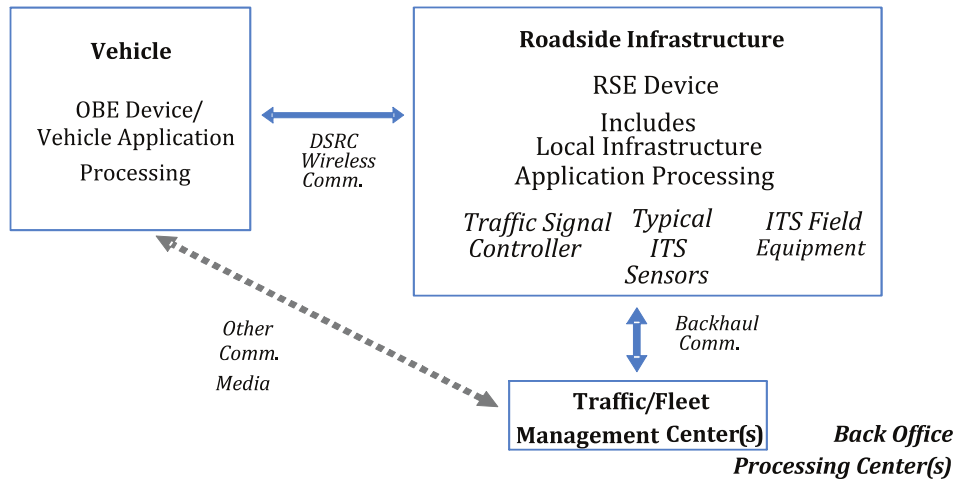 Vehicle
OBE Device/
Vehicle Application
Processing
DSRC
Wireless
Comm.
Roadside Infrastructure
RSE Device
Includes
Local Infrastructure
Application Processing
Traffic Signal
Controller
Typical
ITS
Sensors
ITS Field
Equipment
Other
Comm.
Media
Backhaul
Comm.
Traffic/Fleet
Management Center(s)
Back Office
Processing Center(s)